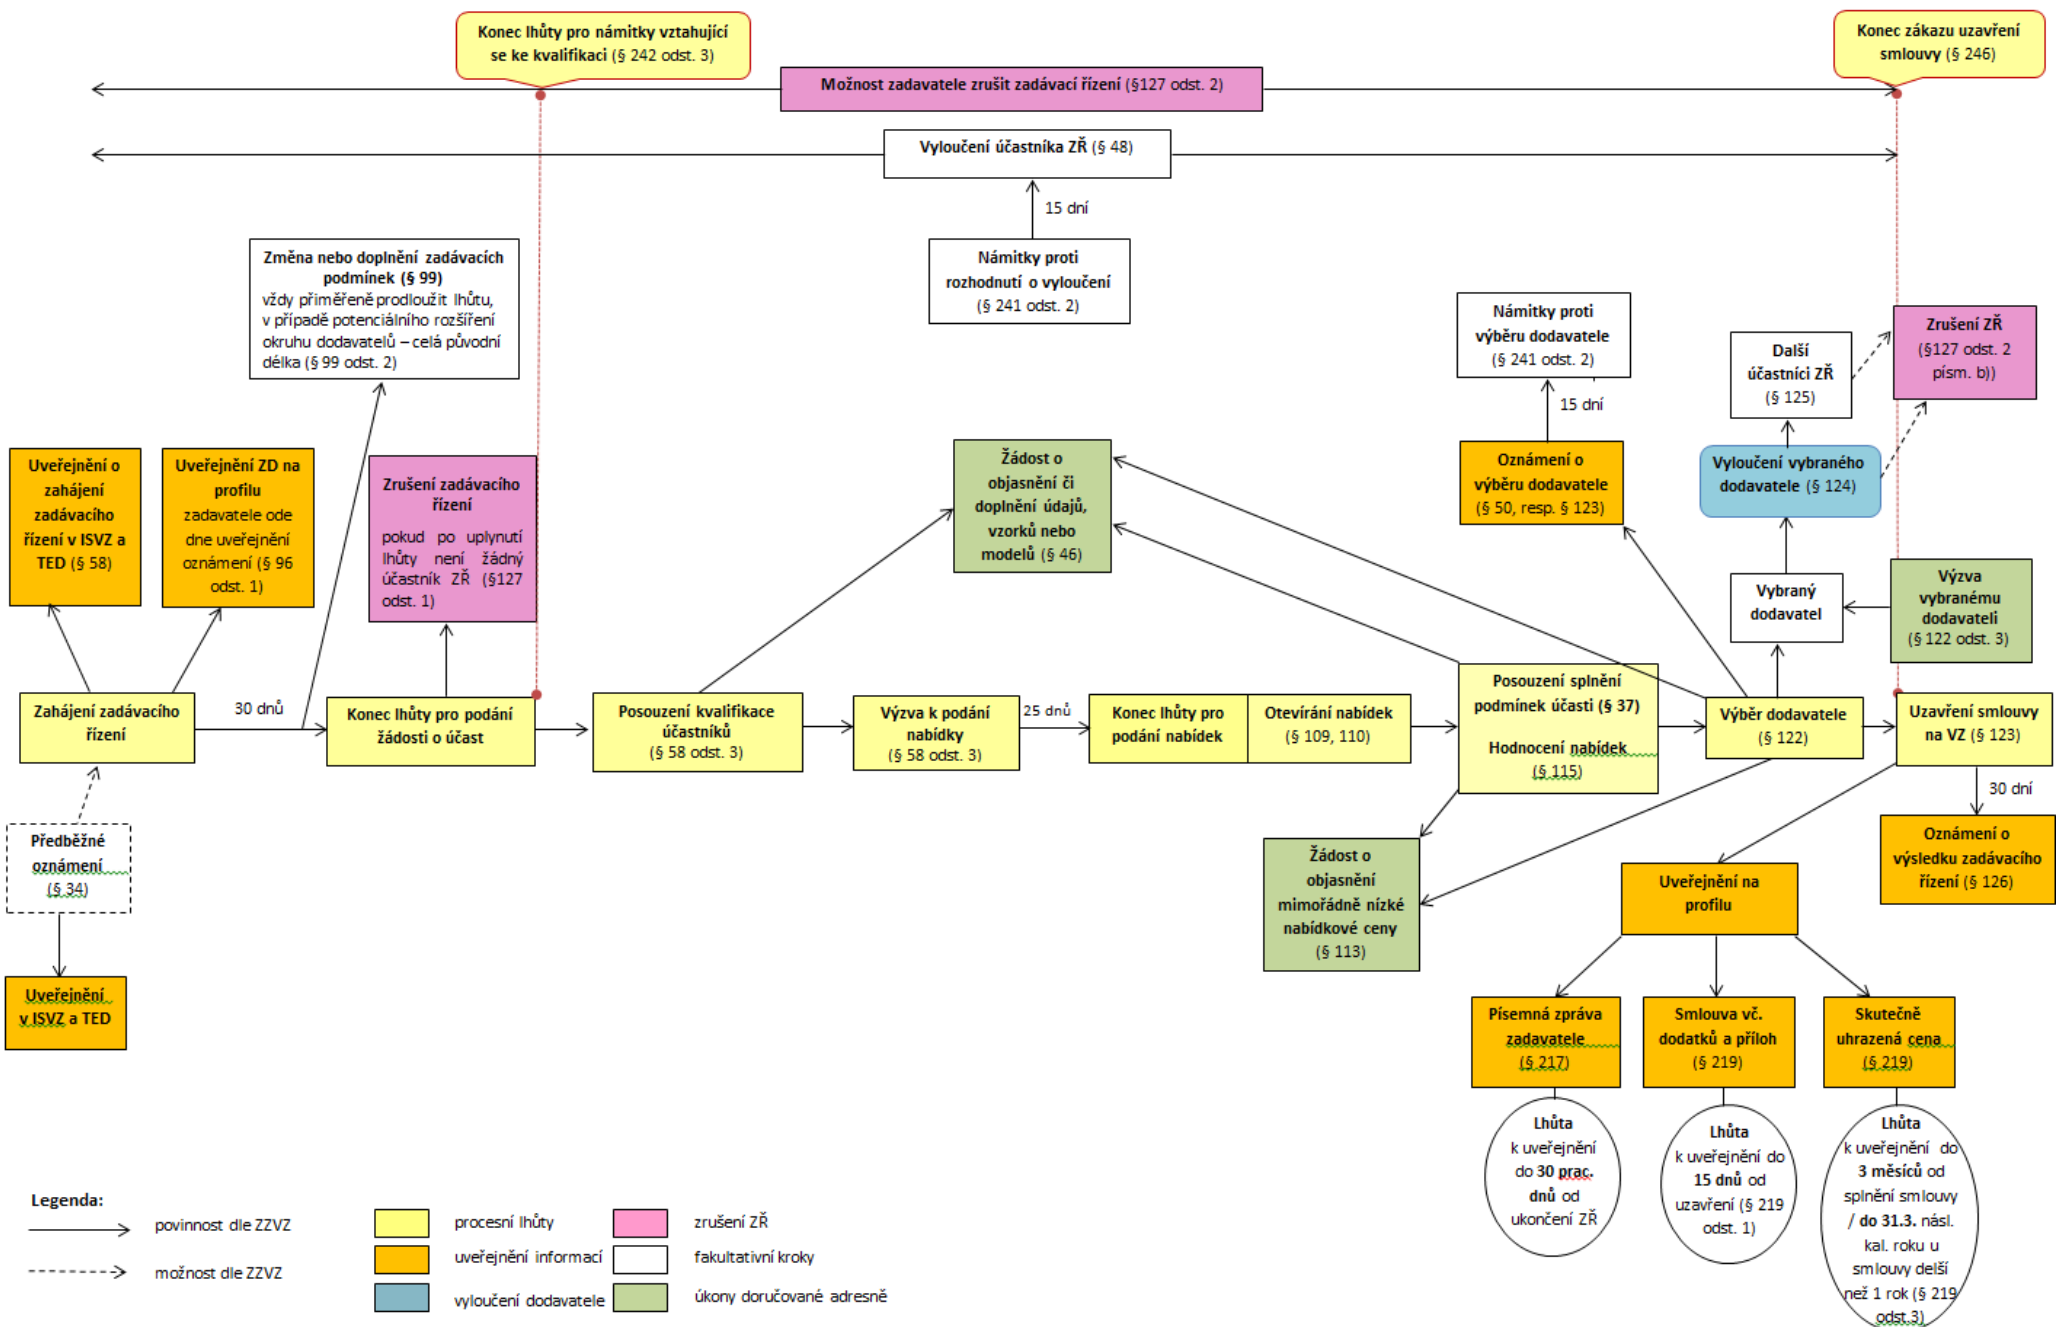 Konec lhůty pro námitky vztahující
se ke kvalifikaci (§ 242 odst. 3)
Konec zákazu uzavření
smlouvy (§ 246)
Možnost zadavatele zrušit zadávací řízení (§127 odst. 2)
Vyloučení účastníka ZŘ (§ 48)
15 dní
Námitky proti
rozhodnutí o vyloučení
(§ 241 odst. 2)
Změna nebo doplnění zadávacích
podmínek (§ 99)
vždy přiměřeně prodloužit lhůtu,
v případě potenciálního rozšíření
okruhu dodavatelů – celá původní
délka (§ 99 odst. 2)
Námitky proti
výběru dodavatele
(§ 241 odst. 2)
15 dní
Další
účastníci ZŘ
(§ 125)
Zrušení ZŘ
(§127 odst. 2
písm. b))
Uveřejnění o
zahájení
zadávacího
řízení v ISVZ a
TED (§ 58)
Uveřejnění ZD na
profilu
zadavatele ode
dne uveřejnění
oznámení (§ 96
odst. 1)
Zrušení zadávacího
řízení
pokud po uplynutí
lhůty není žádný
účastník ZŘ (§127
odst. 1)
Žádost o
objasnění či
doplnění údajů,
vzorků nebo
modelů (§ 46)
Oznámení o
výběru dodavatele
(§ 50, resp. § 123)
Vyloučení vybraného
dodavatele (§ 124)
Vybraný
dodavatel
Výzva
vybranému
dodavateli
(§ 122 odst. 3)
Zahájení zadávacího
řízení
30 dnů
Konec lhůty pro podání
žádosti o účast
Posouzení kvalifikace
účastníků
(§ 58 odst. 3)
Výzva k podání
nabídky
(§ 58 odst. 3)
25 dnů
Konec lhůty pro
podání nabídek
Otevírání nabídek
(§ 109, 110)
Posouzení splnění
podmínek účasti (§ 37)
Hodnocení nabídek
(§ 115)
Výběr dodavatele
(§ 122)
Uzavření smlouvy
na VZ (§ 123)
30 dní
Předběžné
oznámení
(§ 34)
Uveřejnění
v ISVZ a TED
Žádost o
objasnění
mimořádně nízké
nabídkové ceny
(§ 113)
Uveřejnění na
profilu
Oznámení o
výsledku zadávacího
řízení (§ 126)
Písemná zpráva
zadavatele
(§ 217)
Smlouva vč.
dodatků a příloh
(§ 219)
Skutečně
uhrazená cena
(§ 219)
Lhůta
k uveřejnění
do 30 prac.
dnů od
ukončení ZŘ
Lhůta
k uveřejnění do
15 dnů od
uzavření (§ 219
odst. 1)
Lhůta
k uveřejnění do
3 měsíců od
splnění smlouvy
/ do 31.3. násl.
kal. roku u
smlouvy delší
než 1 rok (§ 219
odst.3)
Legenda:
povinnost dle ZZVZ
možnost dle ZZVZ
procesní lhůty
uveřejnění informací
vyloučení dodavatele
zrušení ZŘ
fakultativní kroky
úkony doručované adresně